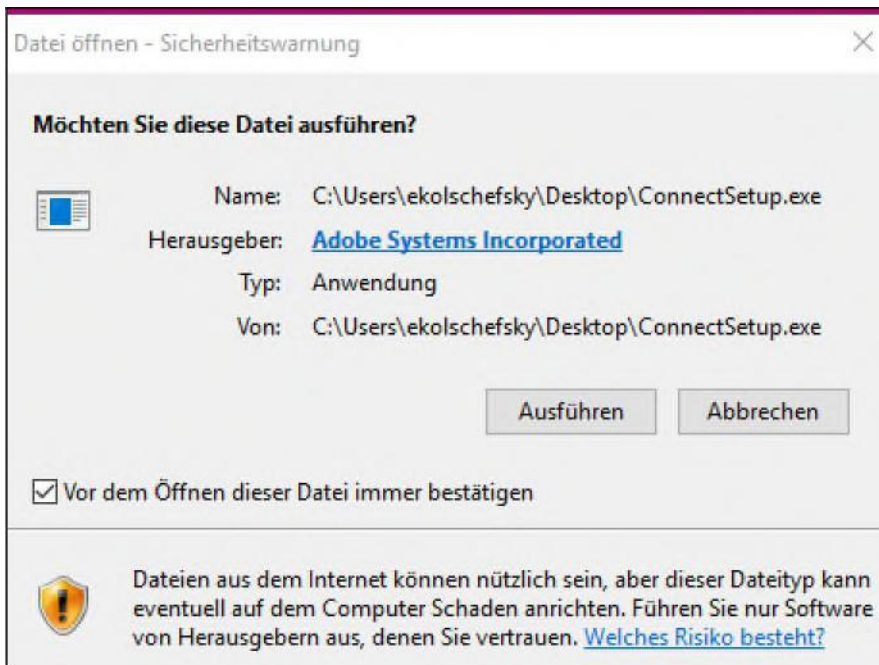 Datei öffnen - Sicherheitswarnung
Möchten Sie diese Datei ausführen?
Name: C:\Users\ekolschefsky\Desktop\ConnectSetup.exe
Herausgeber: Adobe Systems Incorporated
Typ: Anwendung
Von: C:\Users\ekolschefsky\Desktop\ConnectSetup.exe
Ausführen Abbrechen
Vor dem Öffnen dieser Datei immer bestätigen
Dateien aus dem Internet können nützlich sein, aber dieser Dateityp kann
eventuell auf dem Computer Schaden anrichten. Führen Sie nur Software
von Herausgebern aus, denen Sie vertrauen. Welches Risiko besteht?